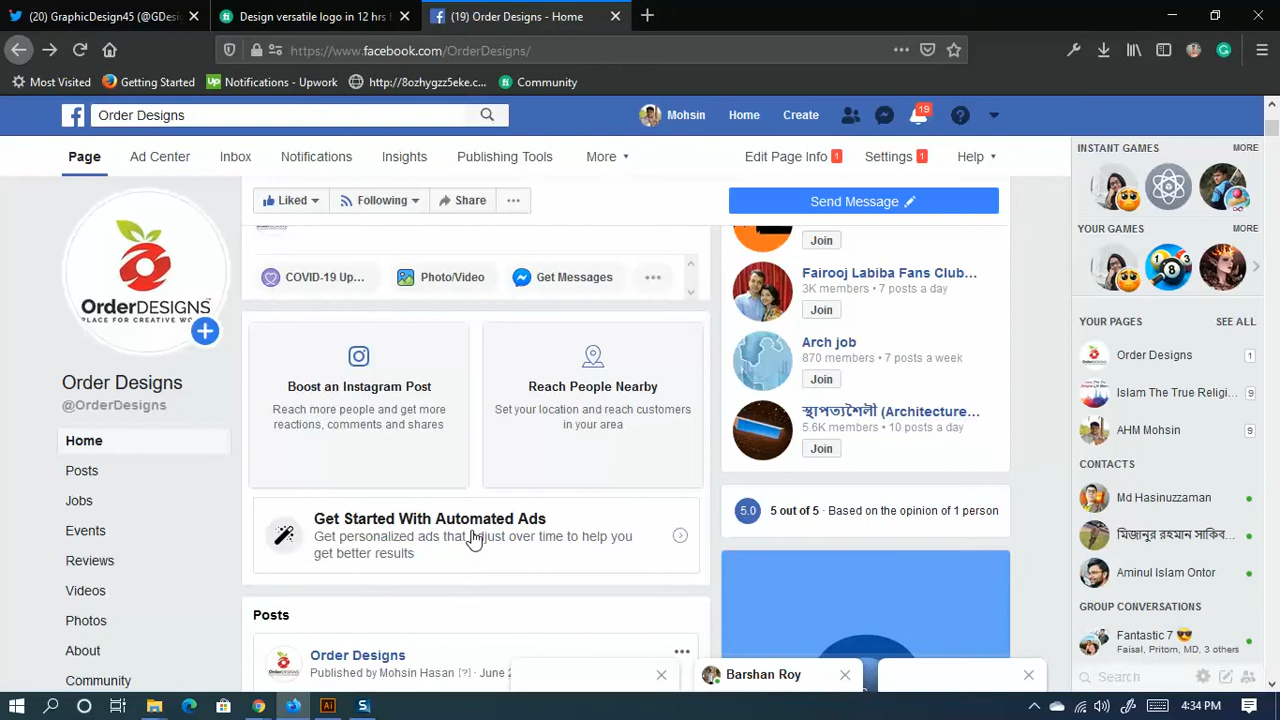 (20) GraphicDesign45 (@GDesi
Design versatile logo in 12 hrs
(19) Order Designs - Home
https://www.facebook.com/OrderDesigns/
Most Visited
Getting Started
Notifications - Upwork
http://8ozhygzz5eke.c...
Community
Order Designs
Mohsin
Home
Create
19
Page
Ad Center
Inbox
Notifications
Insights
Publishing Tools
More
Edit Page Info 1
Settings 1
Help
OrderDESIGNS
Order Designs
@OrderDesigns
Home
Posts
Jobs
Events
Reviews
Videos
Photos
About
Community
Liked
Following
Share
Send Message
COVID-19 Up...
Photo/Video
Get Messages
Boost an Instagram Post
Reach more people and get more
reactions, comments and shares
Reach People Nearby
Set your location and reach customers
in your area
Get Started With Automated Ads
Get personalized ads that adjust over time to help you
get better results
Posts
Order Designs
Published by Mohsin Hasan [?] · June 2
Join
Fairooj Labiba Fans Club...
3K members • 7 posts a day
Join
Arch job
870 members • 7 posts a week
Join
স্থাপত্যশৈলী (Architecture...
5.6K members • 10 posts a day
Join
5.0
5 out of 5 · Based on the opinion of 1 person
Barshan Roy
INSTANT GAMES
MORE
YOUR GAMES
MORE
YOUR PAGES
SEE ALL
Order Designs
1
Islam The True Religi...
9
AHM Mohsin
9
CONTACTS
Md Hasinuzzaman
মিজানুর রহমান সাকিব...
Aminul Islam Ontor
GROUP CONVERSATIONS
Fantastic 7 😎
Faisal, Pritom, MD, 3 others
Search
4:34 PM